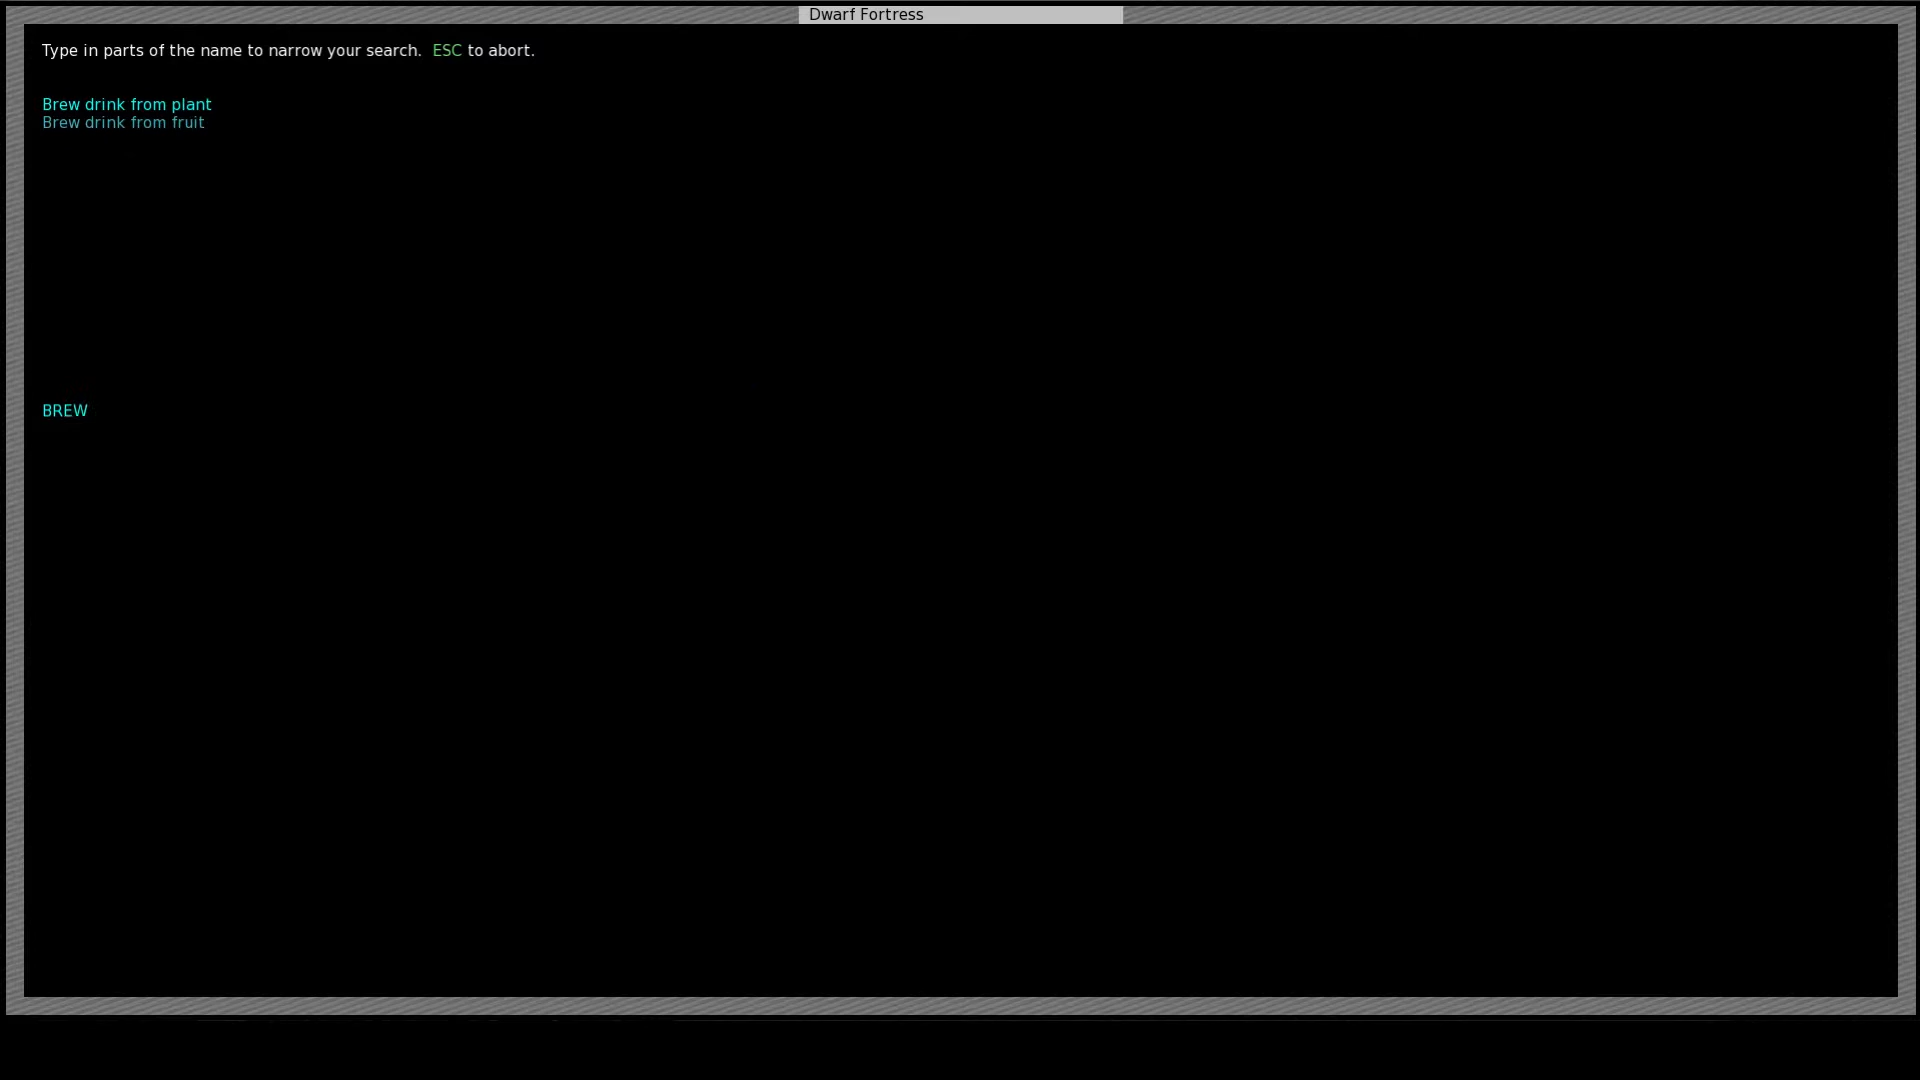 Dwarf Fortress
Type in parts of the name to narrow your search.  ESC to abort.
Brew drink from plant
Brew drink from fruit
BREW